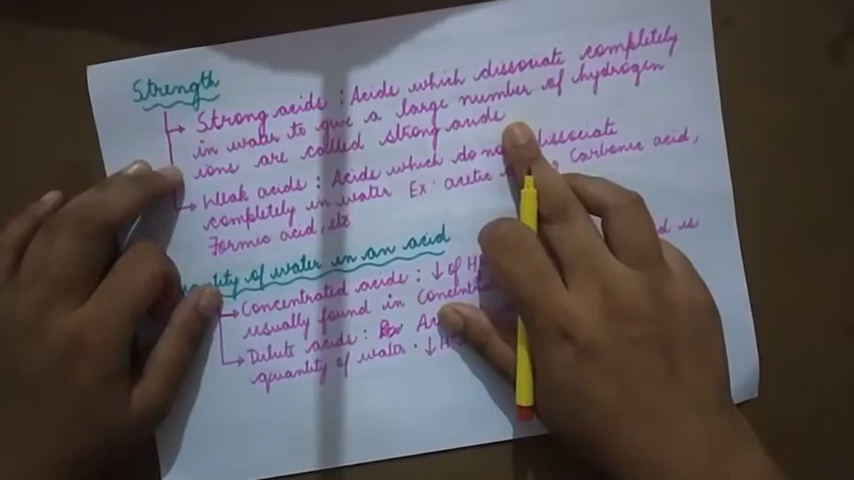 Strength
Strong acids : Acids which dissociate completely
in water to give a large number of hydrogen
ions are called strong acids
Weak acids : Acids which do dissociate
completely in water. Ex: acetic Carbonic acid,
Formic acid, etc
Quantity of water in an acid
Concentrated acids : ↓ of is
usually found in
Dilute acids :
quantity of water. ↓